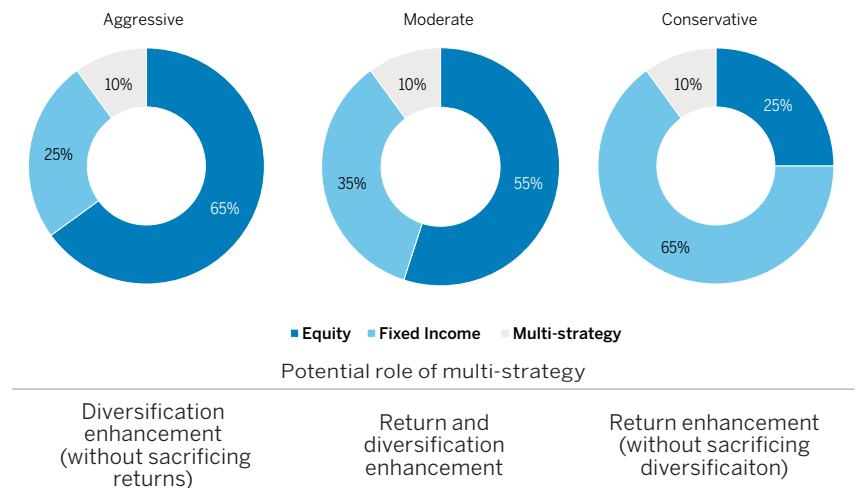 Aggressive
10%
25%
65%
Moderate
10%
35%
55%
Conservative
10%
25%
65%
Equity Fixed Income Multi-strategy
Potential role of multi-strategy
Diversification
enhancement
(without sacrificing
returns)
Return and
diversification
enhancement
Return enhancement
(without sacrificing
diversificaiton)